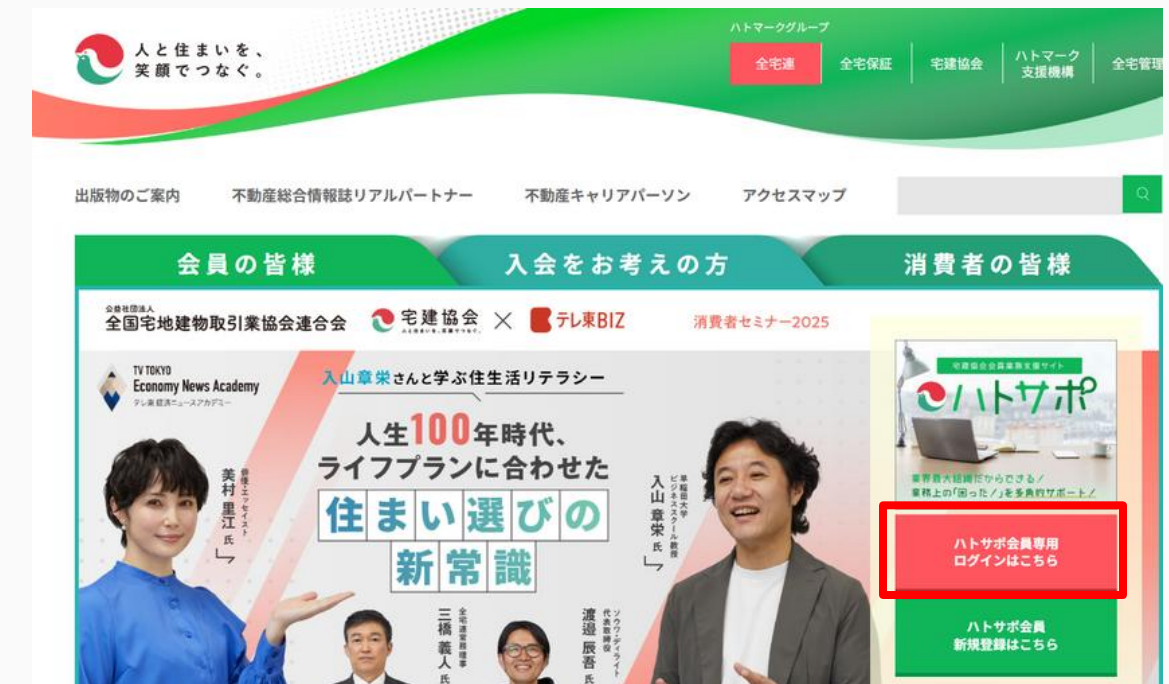 人と住まいを、
笑顔でつなぐ。
ハトマークグループ
全宅連
全宅保証
宅建協会
ハトマーク
支援機構
全宅管理
出版物のご案内
不動産総合情報誌リアルパートナー
不動産キャリアパーソン
アクセスマップ
会員の皆様
入会をお考えの方
消費者の皆様
公益社団法人
全国宅地建物取引業協会連合会
宅建協会
人と住まいを、笑顔でつなぐ。
×
テレ東BIZ
消費者セミナー2025
TV TOKYO
Economy News Academy
テレ東経済ニュースアカデミー
入山章栄さんと学ぶ住生活リテラシー
人生100年時代、
ライフプランに合わせた
住まい選びの
新常識
俳優・エッセイスト
美村 里江 氏
早稲田大学
ビジネススクール教授
入山 章栄 氏
全宅連常務理事
三橋 義人 氏
ソウワ・ディライト
代表取締役
渡邉 辰吾 氏
宅建協会会員業務支援サイト
ハトサポ
業界最大組織だからできる！
業務上の「困った！」を多角的サポート！
ハトサポ会員専用
ログインはこちら
ハトサポ会員
新規登録はこちら